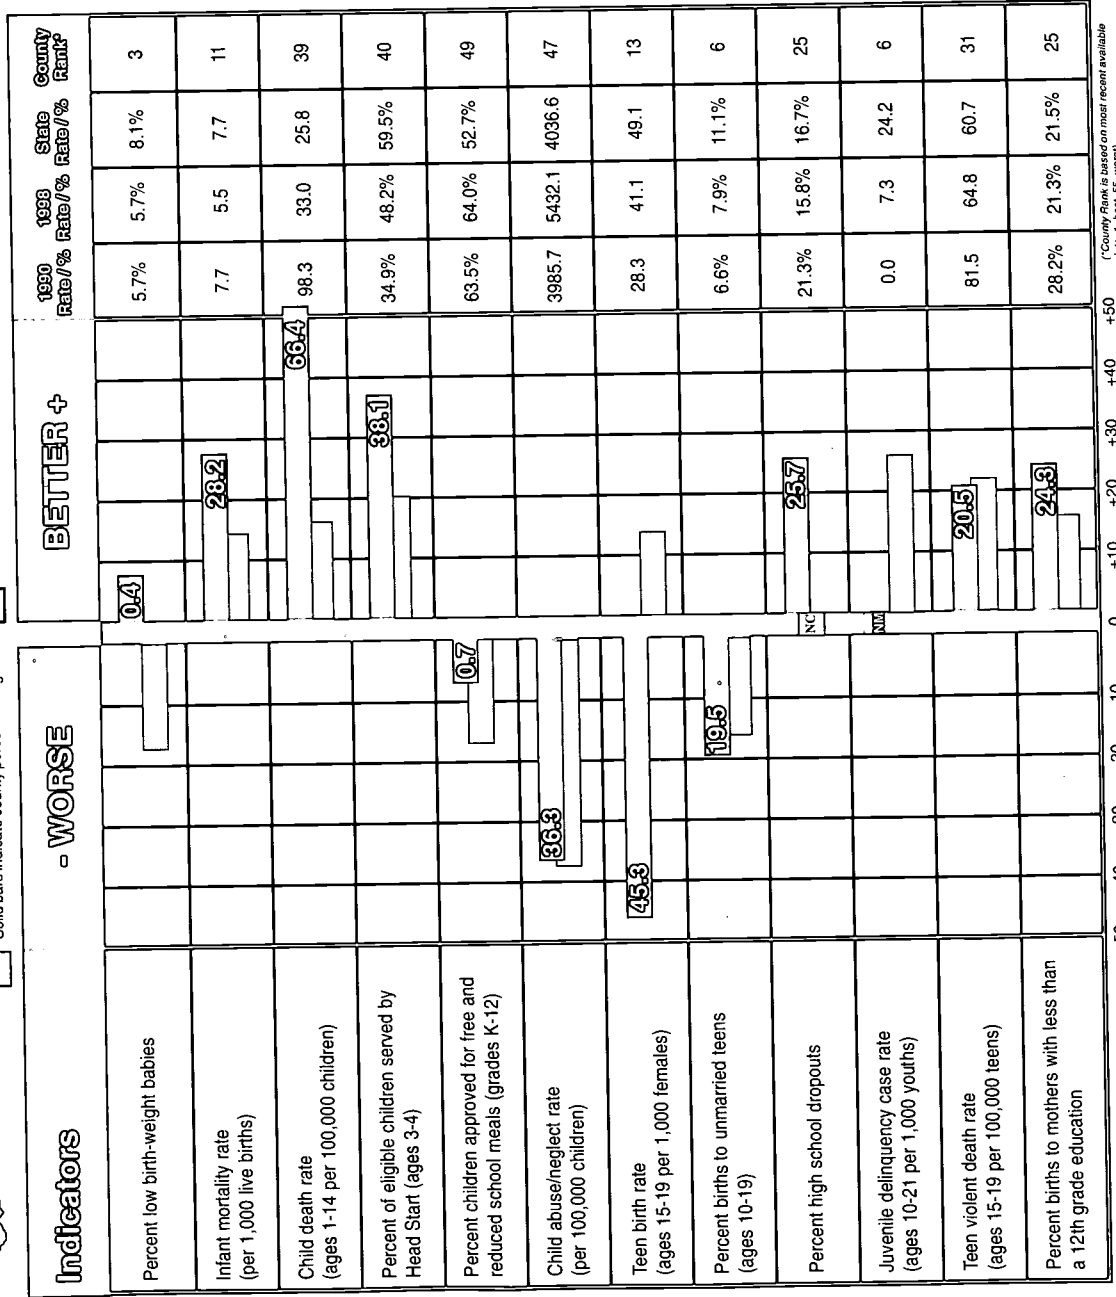 Indicators
- WORSE
BETTER +
1990 Rate / %
1998 Rate / %
State Rate / %
County Rank*
Percent low birth-weight babies
0.4
5.7%
5.7%
8.1%
3
Infant mortality rate
(per 1,000 live births)
28.2
7.7
5.5
7.7
11
Child death rate
(ages 1-14 per 100,000 children)
66.4
98.3
33.0
25.8
39
Percent of eligible children served by
Head Start (ages 3-4)
38.1
34.9%
48.2%
59.5%
40
Percent children approved for free and
reduced school meals (grades K-12)
0.7
63.5%
64.0%
52.7%
49
Child abuse/neglect rate
(per 100,000 children)
36.3
3985.7
5432.1
4036.6
47
Teen birth rate
(ages 15-19 per 1,000 females)
45.3
28.3
41.1
49.1
13
Percent births to unmarried teens
(ages 10-19)
19.5
6.6%
7.9%
11.1%
6
Percent high school dropouts
NC
25.7
21.3%
15.8%
16.7%
25
Juvenile delinquency case rate
(ages 10-21 per 1,000 youths)
NM
0.0
7.3
24.2
6
Teen violent death rate
(ages 15-19 per 100,000 teens)
20.5
81.5
64.8
60.7
31
Percent births to mothers with less than
a 12th grade education
24.3
28.2%
21.3%
21.5%
25
0 +10 +20 +30 +40 +50
(*County Rank is based on most recent available